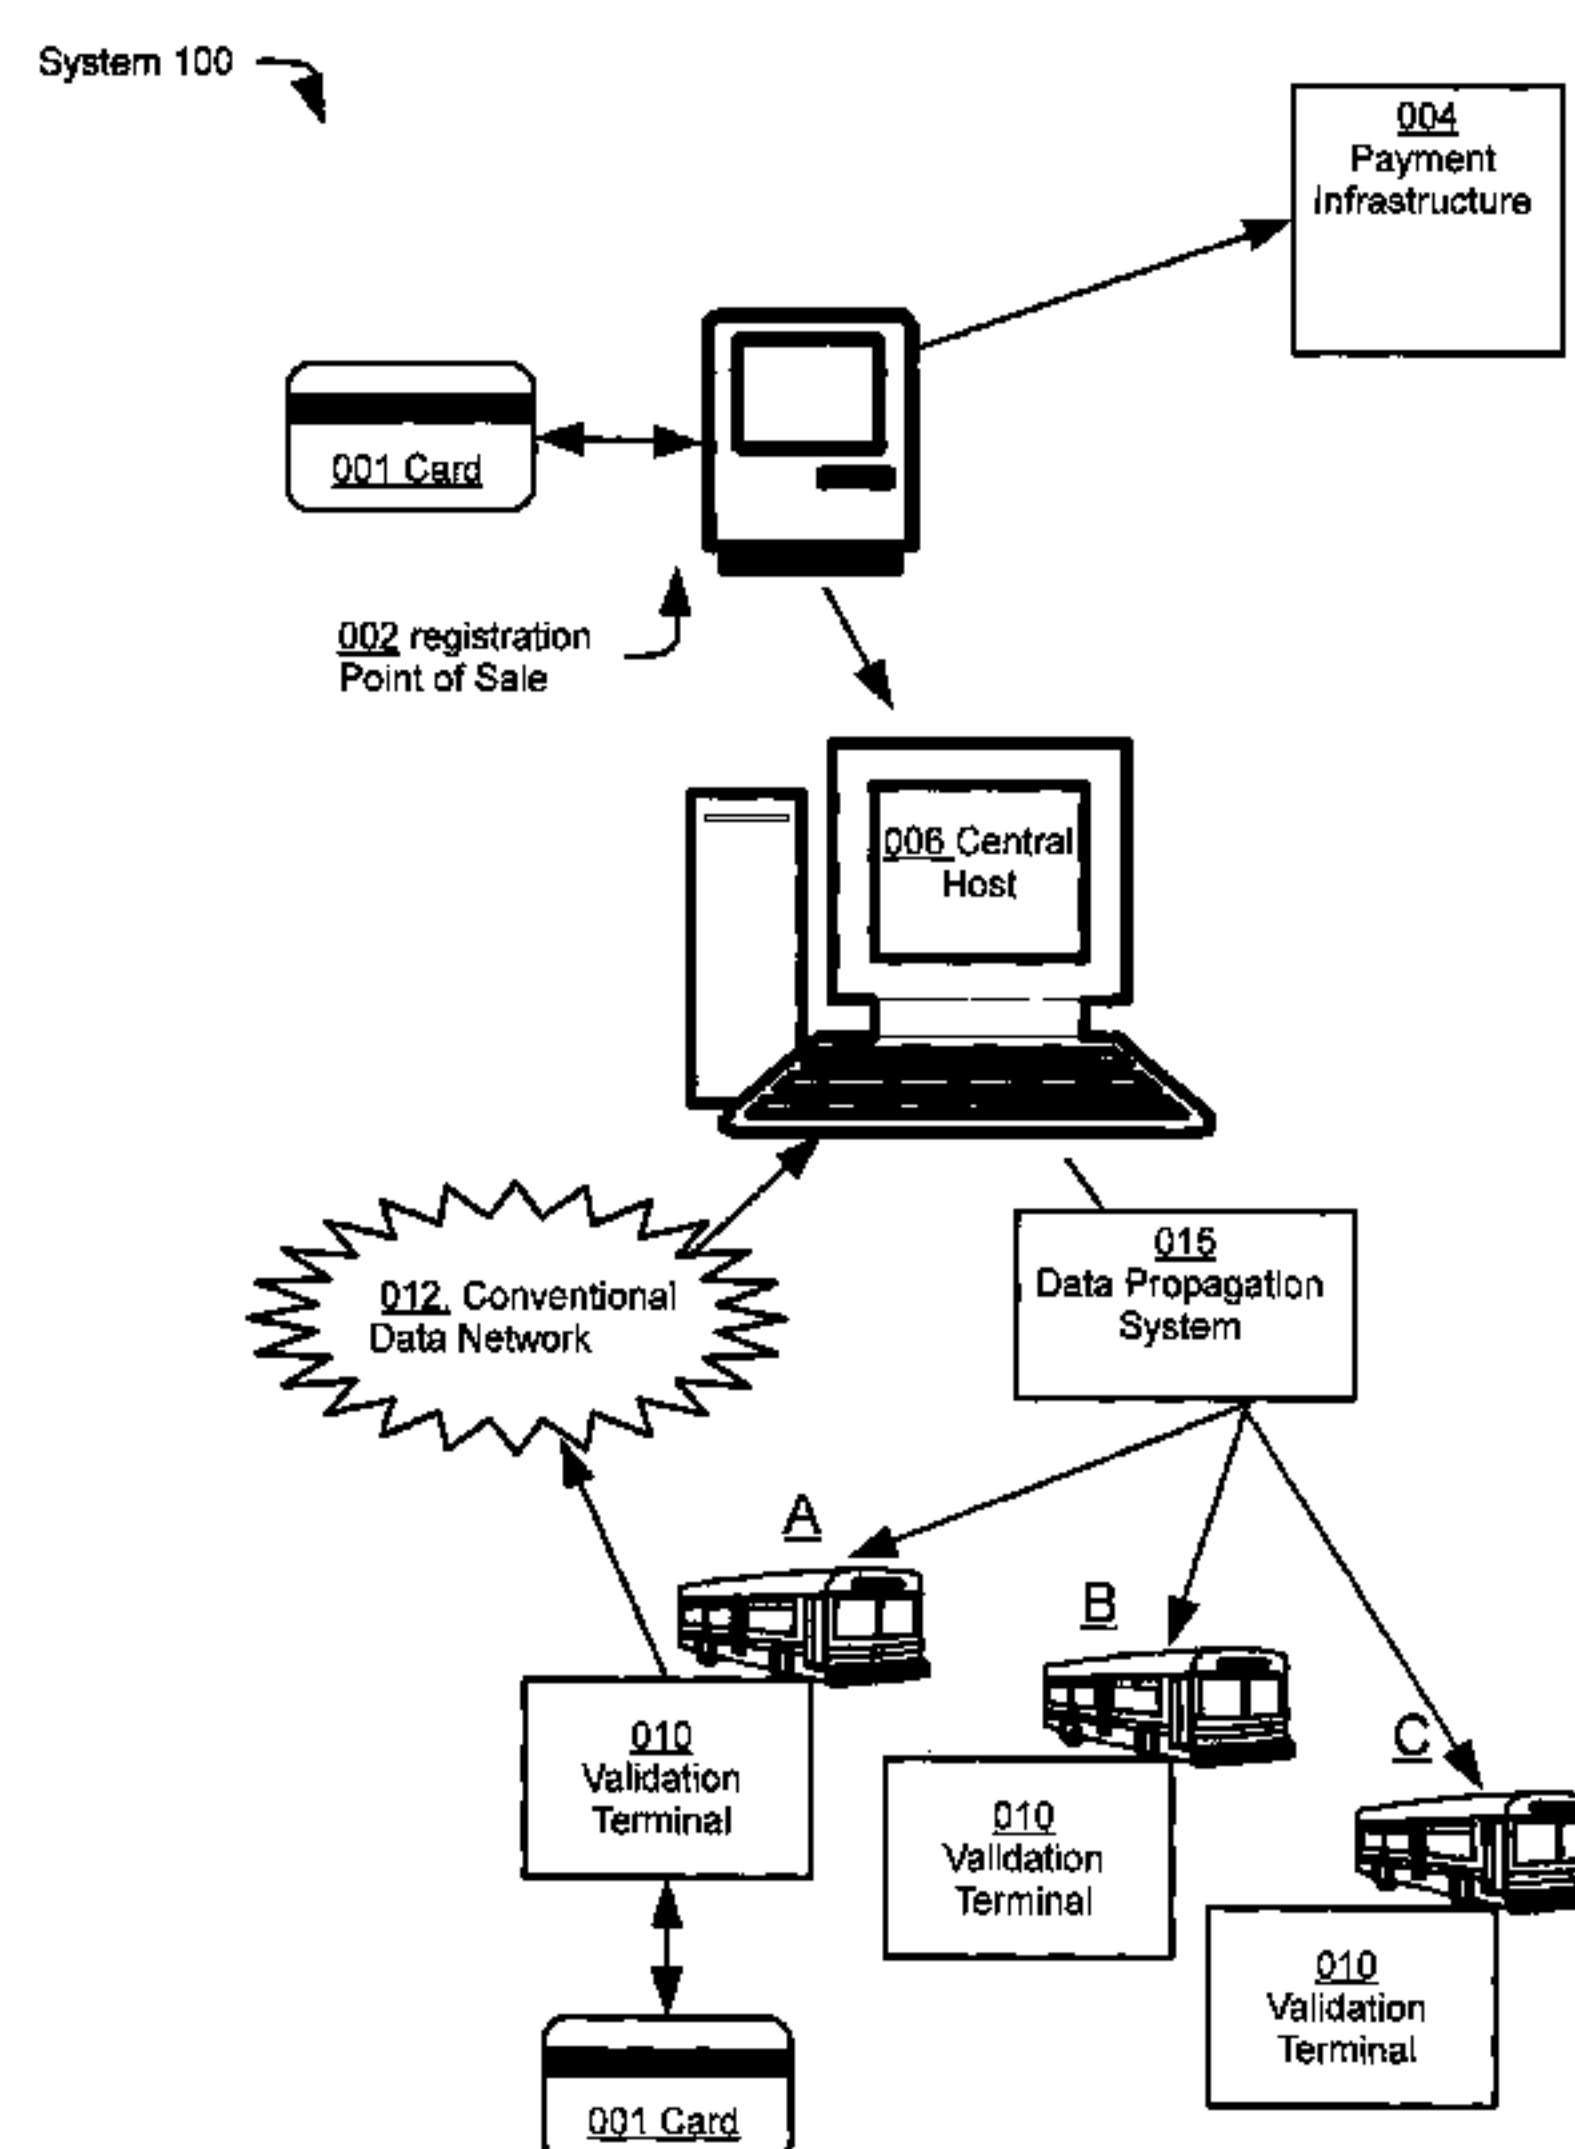 System 100
004
Payment
Infrastructure
001 Card
002 registration
Point of Sale
006 Central
Host
012. Conventional
Data Network
015
Data Propagation
System
A
B
C
010
Validation
Terminal
010
Validation
Terminal
010
Validation
Terminal
001 Card